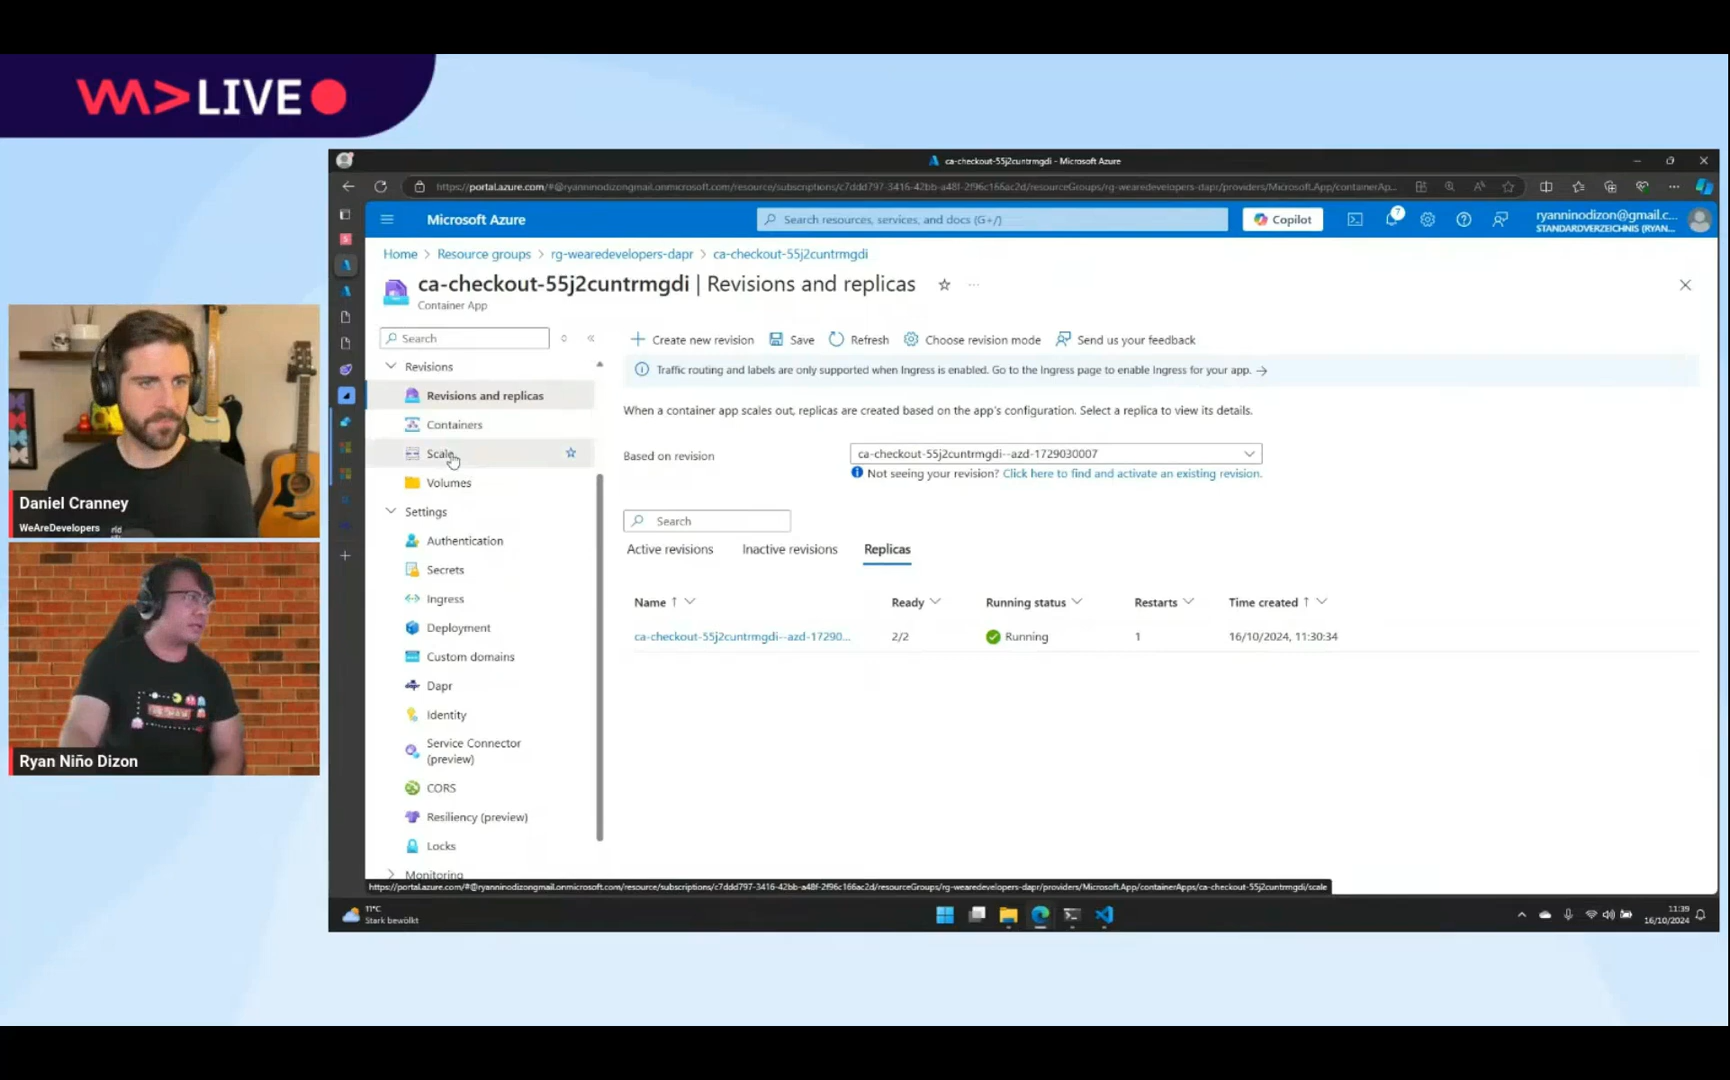 LIVE
ca-checkout-55j2cuntrmgdi - Microsoft Azure
https://portal.azure.com/#@ryanninodizongmail.onmicrosoft.com/resource/subscriptions/c7ddd797-3416-42bb-a48f-2f96c166ac2d/resourceGroups/rg-wearedevelopers-dapr/providers/Microsoft.App/containerAp...
Microsoft Azure
Search resources, services, and docs (G+/)
Copilot
7
ryanninodizon@gmail.c...
STANDARDVERZEICHNIS (RYAN...
Home > Resource groups > rg-wearedevelopers-dapr > ca-checkout-55j2cuntrmgdi
ca-checkout-55j2cuntrmgdi | Revisions and replicas
Container App
Search
Revisions
Revisions and replicas
Containers
Scale
Volumes
Settings
Authentication
Secrets
Ingress
Deployment
Custom domains
Dapr
Identity
Service Connector
(preview)
CORS
Resiliency (preview)
Locks
Monitoring
Create new revision Save Refresh Choose revision mode Send us your feedback
Traffic routing and labels are only supported when Ingress is enabled. Go to the Ingress page to enable Ingress for your app. →
When a container app scales out, replicas are created based on the app's configuration. Select a replica to view its details.
Based on revision ca-checkout-55j2cuntrmgdi--azd-1729030007
Not seeing your revision? Click here to find and activate an existing revision.
Search
Active revisions Inactive revisions Replicas
Name ↑ Ready Running status Restarts Time created ↑
ca-checkout-55j2cuntrmgdi--azd-17290... 2/2 Running 1 16/10/2024, 11:30:34
https://portal.azure.com/#@ryanninodizongmail.onmicrosoft.com/resource/subscriptions/c7ddd797-3416-42bb-a48f-2f96c166ac2d/resourceGroups/rg-wearedevelopers-dapr/providers/Microsoft.App/containerApps/ca-checkout-55j2cuntrmgdi/scale
11°C
Stark bewölkt
11:39
16/10/2024
Daniel Cranney
WeAreDevelopers
Ryan Niño Dizon